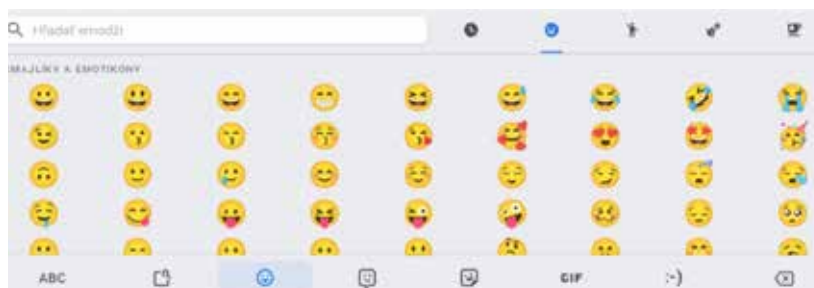 Hľadať emodži
SMAJLÍKY A EMOTIKONY
ABC
GIF
:-)